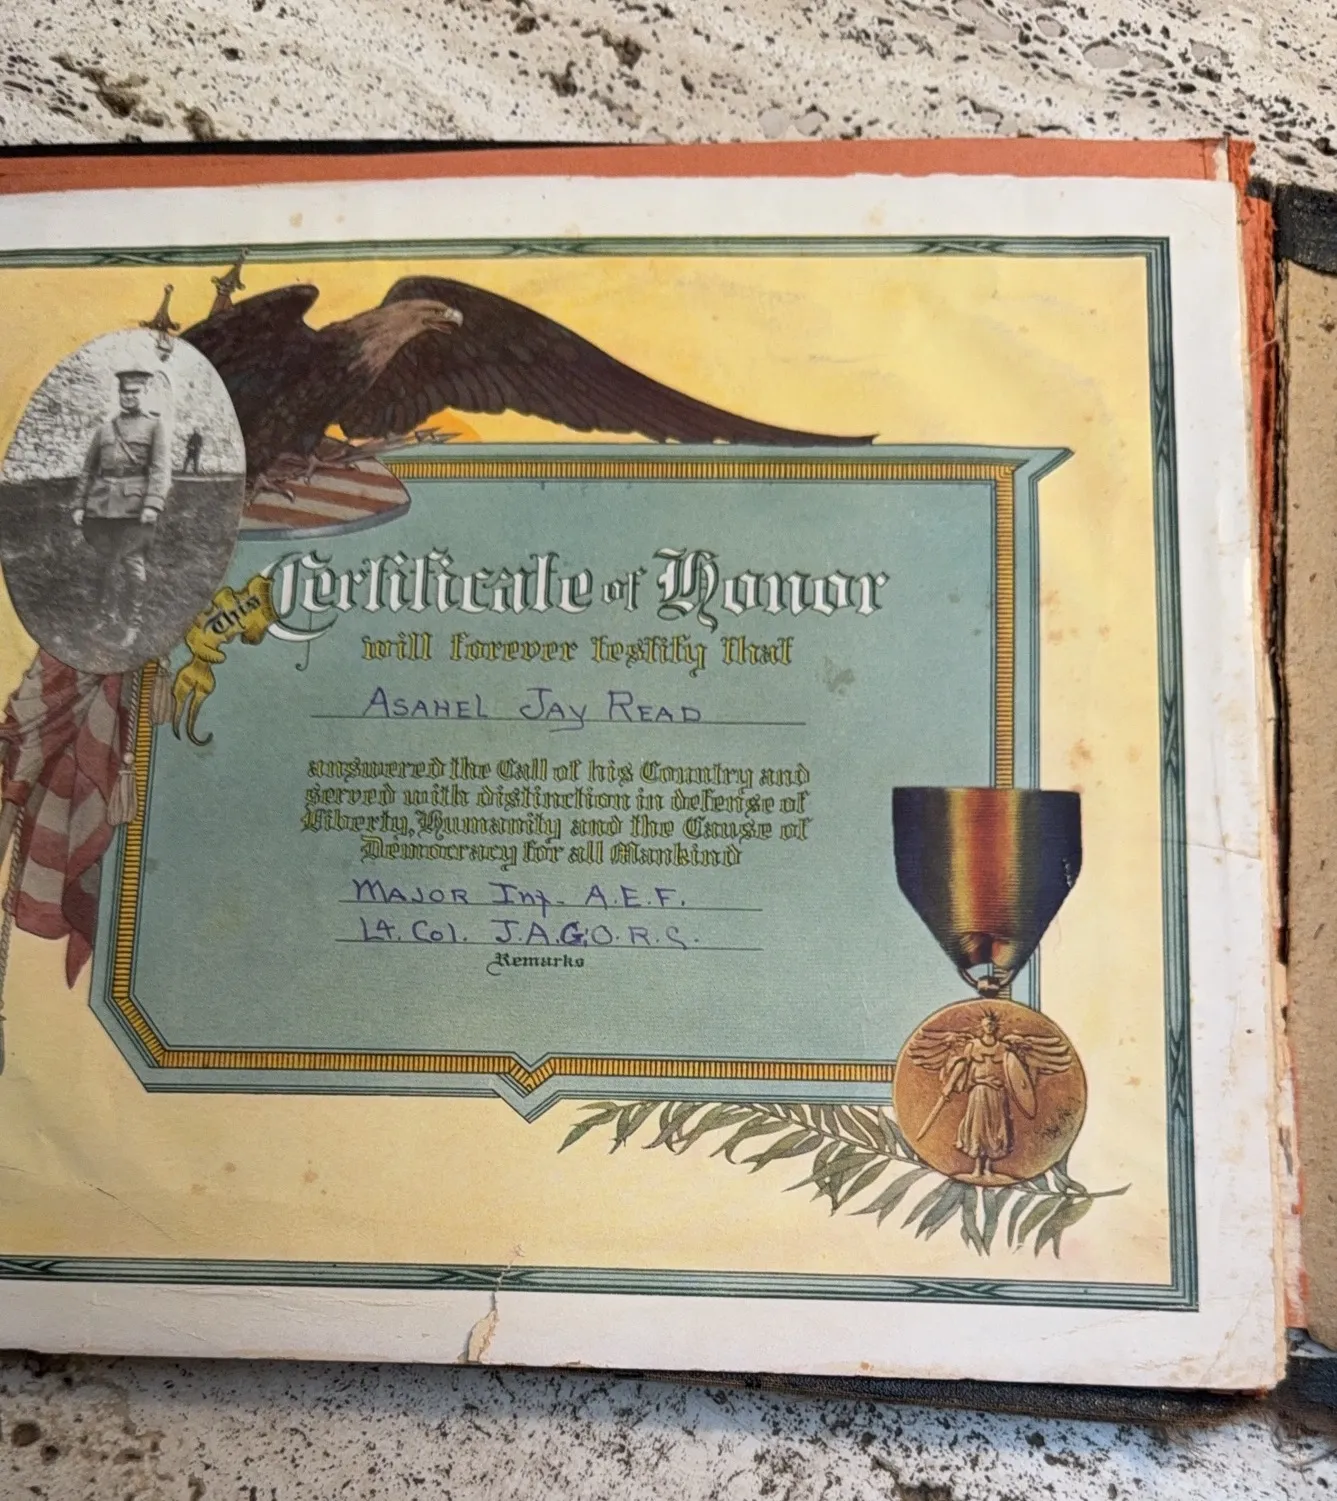 This
Certificate of Honor
will forever testify that
ASAHEL JAY READ
answered the Call of his Country and
served with distinction in defense of
Liberty, Humanity and the Cause of
Democracy for all Mankind
MAJOR Inf. A.E.F.
Lt. Col. J.A.G.O.R.C.
Remarks